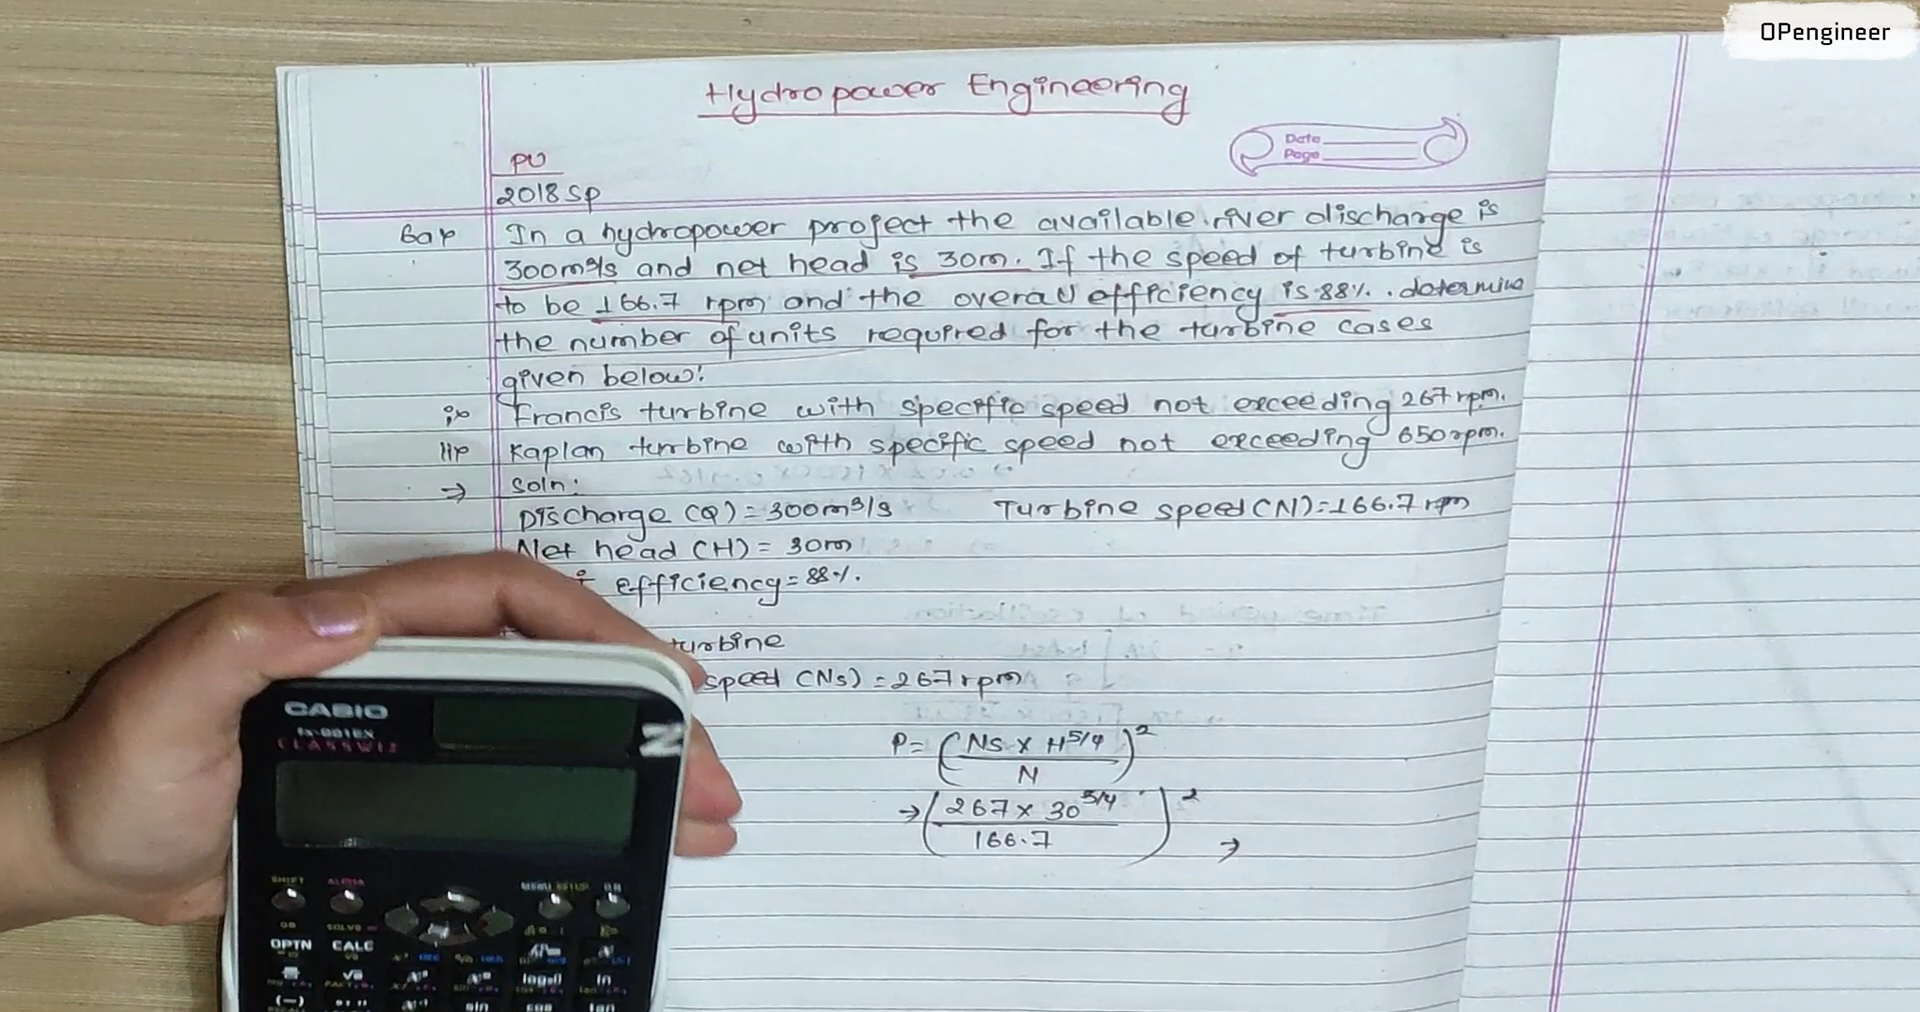 OPengineer
Hydropower Engineering
Date
Page
PU
2018 Sp
6a)
In a hydropower project the available river discharge is
300m³/s and net head is 30m. If the speed of turbine is
to be 166.7 rpm and the overall efficiency is 88%. determine
the number of units required for the turbine cases
given below:
i) Francis turbine with specific speed not exceeding 267 rpm.
ii) Kaplan turbine with specific speed not exceeding 650 rpm.
→ Soln:
Discharge (Q) = 300m³/s Turbine speed (N) = 166.7 rpm
Net head (H) = 30m
efficiency = 88%.
turbine
speed (Ns) = 267 rpm
P = (Ns × H^5/4 / N)²
→ (267 × 30^5/4 / 166.7)² →
CASIO
fx-991EX
CLASSWIZ
SHIFT ALPHA MENU SETUP
SOLVE =
OPTN CALC
log ln
(-) sin cos tan